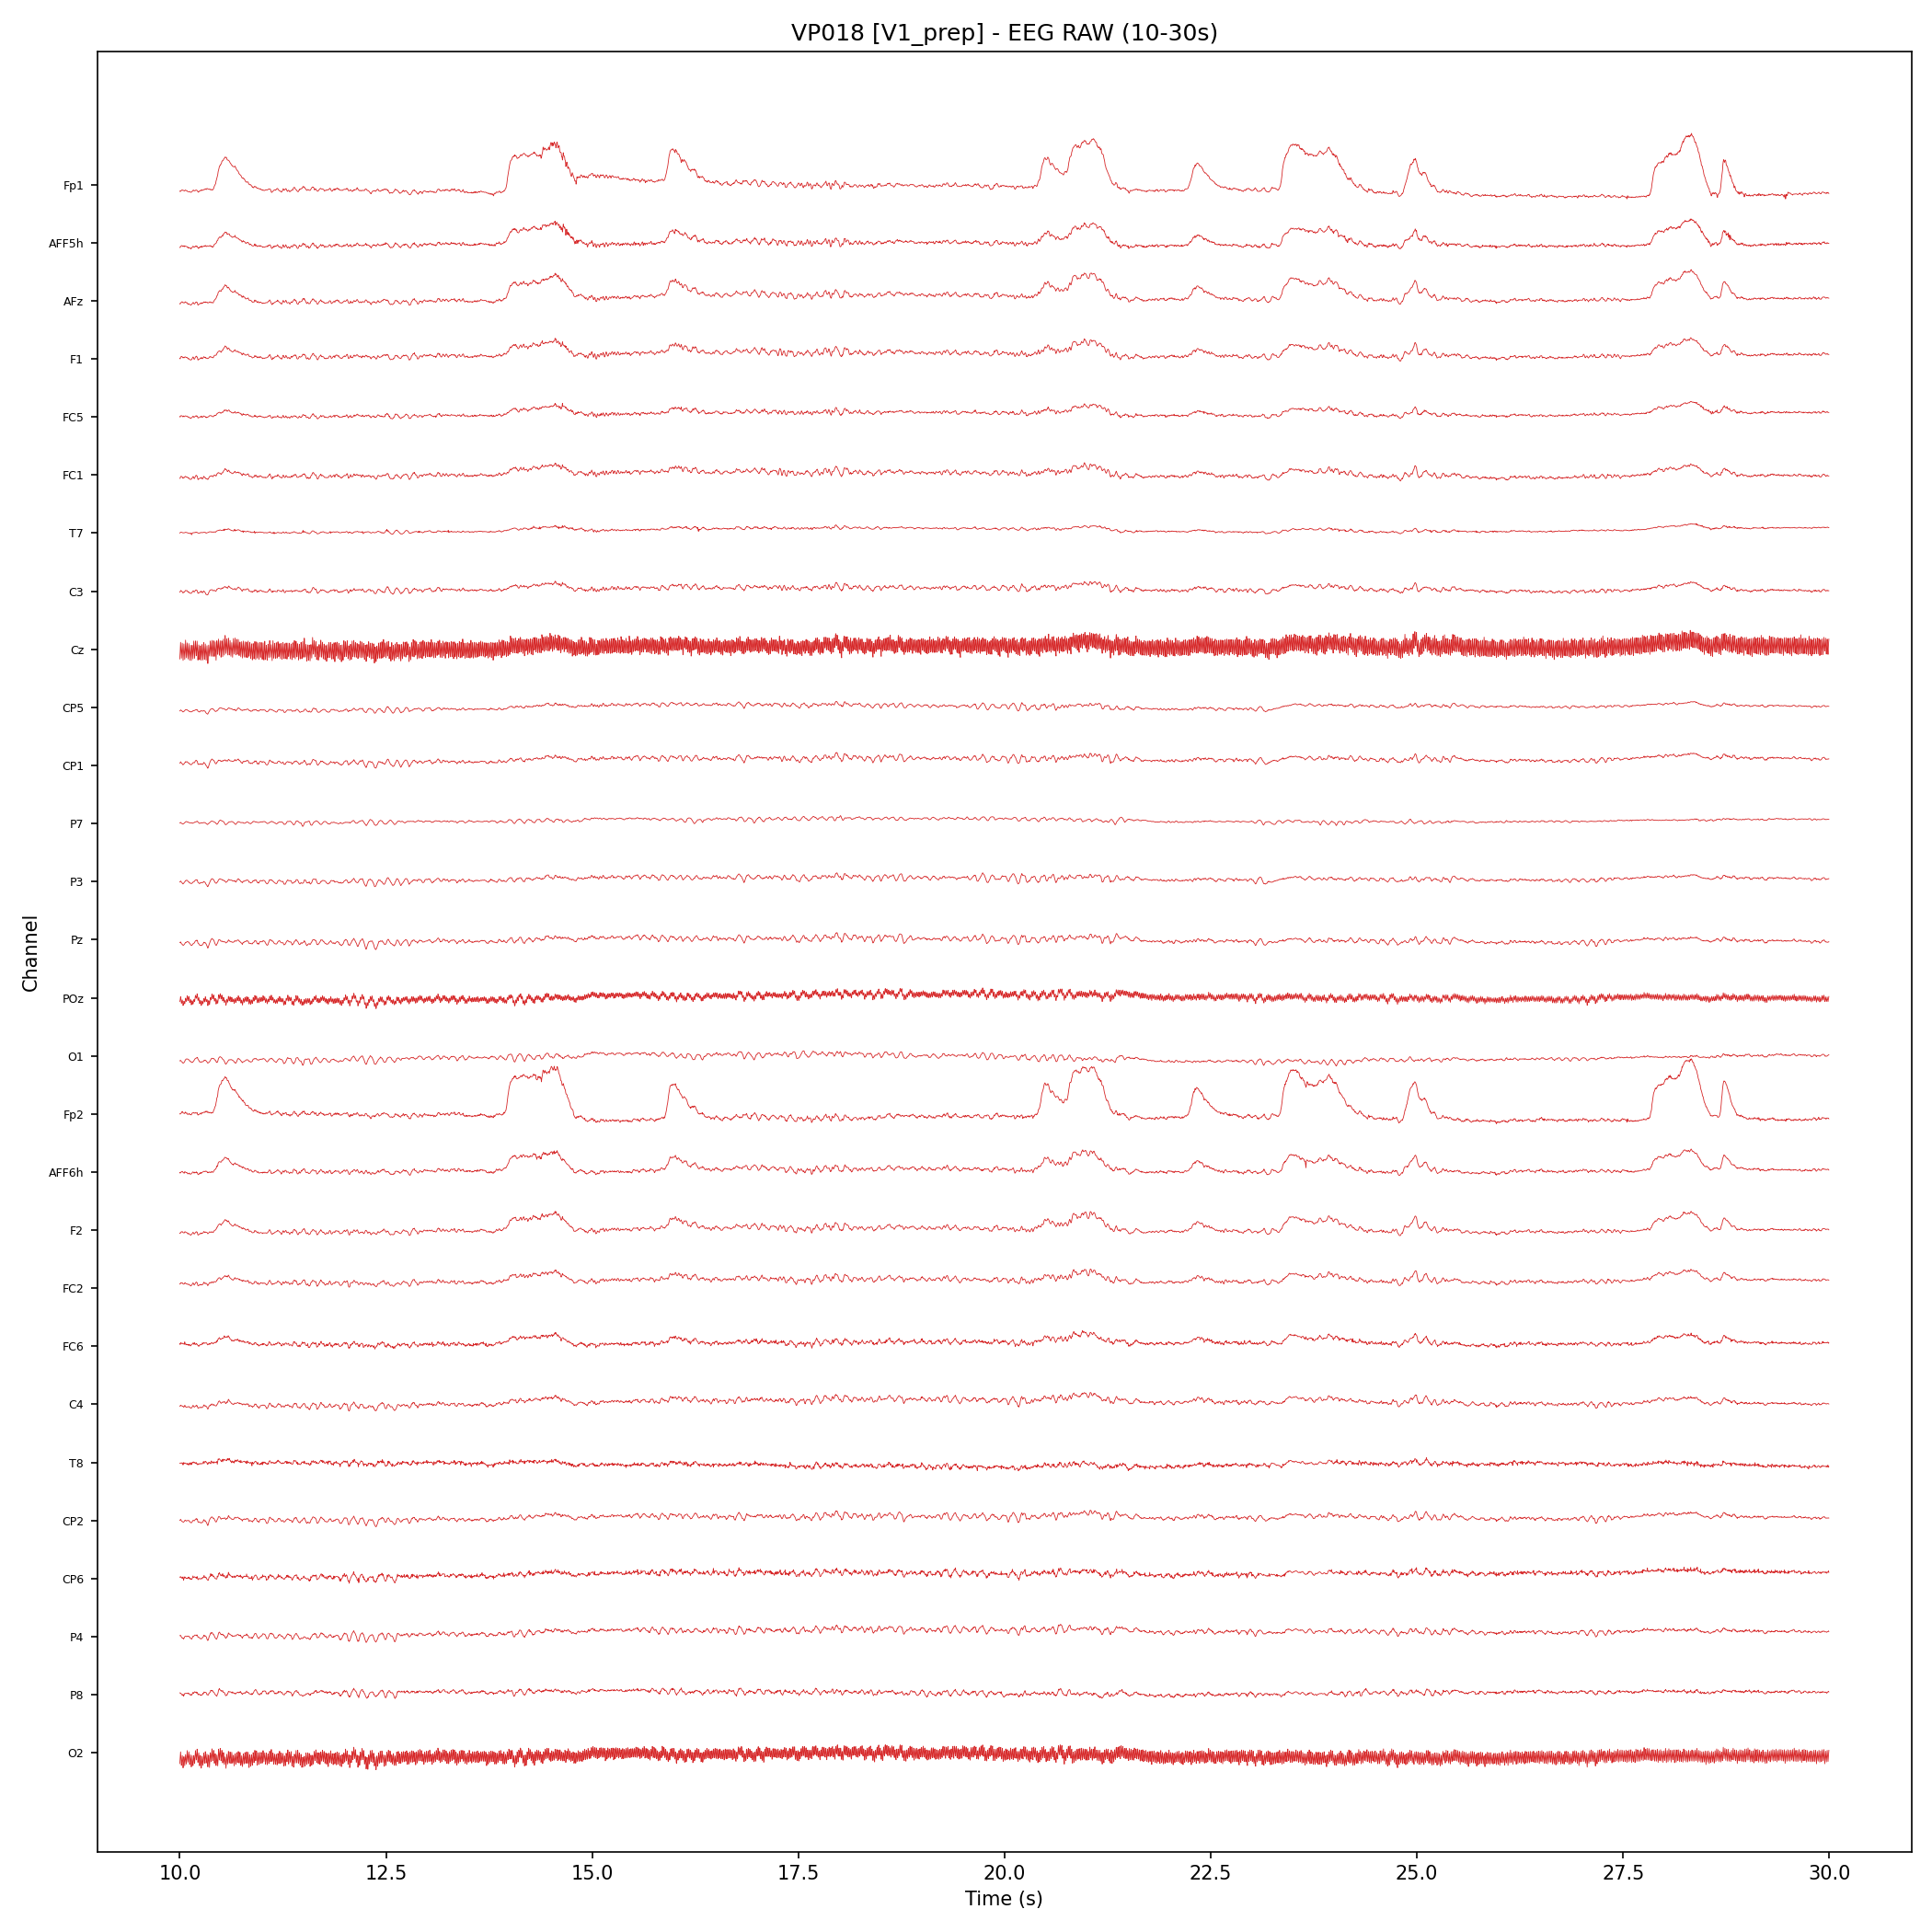 VP018 [V1_prep] - EEG RAW (10-30s)
Fp1
AFF5h
AFz
F1
FC5
FC1
T7
C3
Cz
CP5
CP1
P7
P3
Pz
POz
O1
Fp2
AFF6h
F2
FC2
FC6
C4
T8
CP2
CP6
P4
P8
O2
Channel
10.0 12.5 15.0 17.5 20.0 22.5 25.0 27.5 30.0
Time (s)